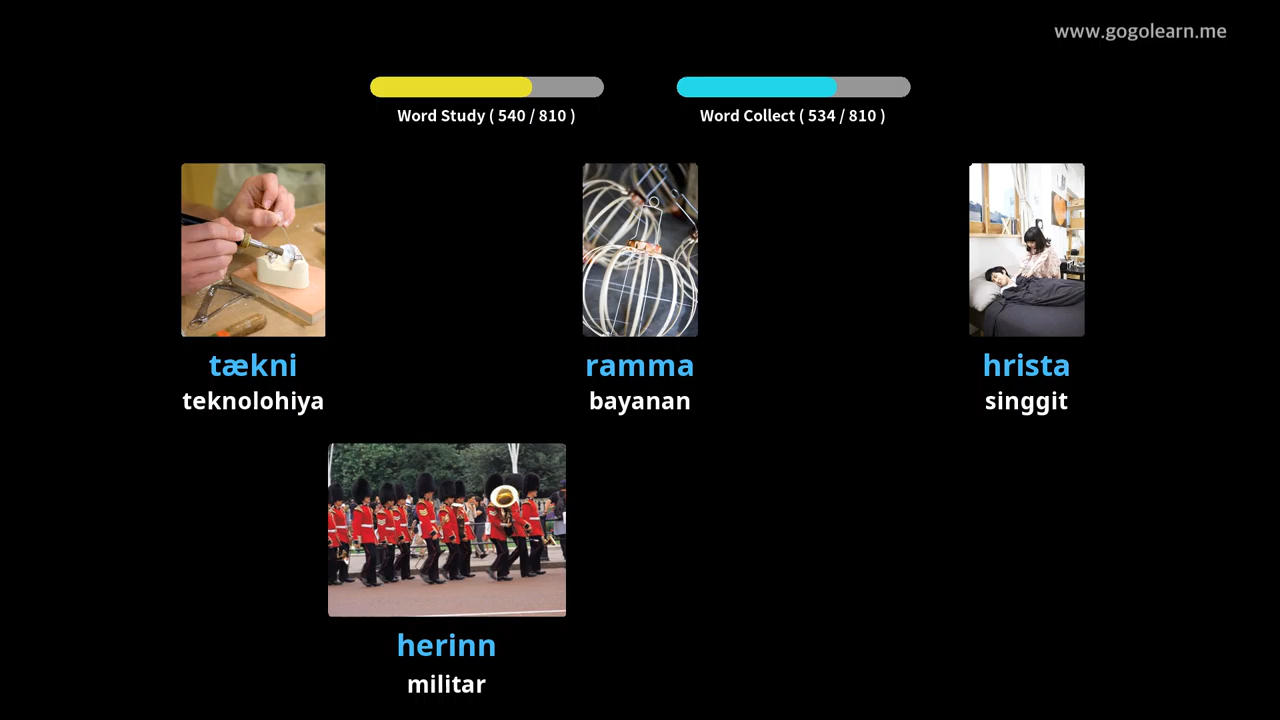 www.gogolearn.me
Word Study ( 540 / 810 )
Word Collect ( 534 / 810 )
tækni
teknolohiya
ramma
bayanan
hrista
singgit
herinn
militar